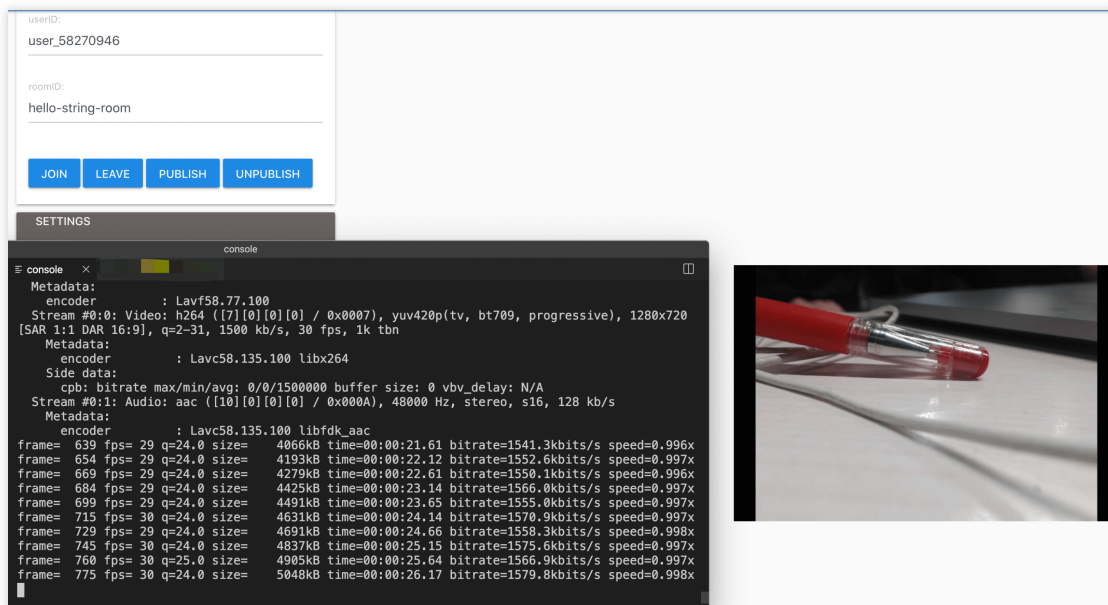 userID:
user_58270946
roomID:
hello-string-room
JOIN LEAVE PUBLISH UNPUBLISH
SETTINGS
console
≡ console ×
Metadata:
encoder : Lavf58.77.100
Stream #0:0: Video: h264 ([7][0][0][0] / 0x0007), yuv420p(tv, bt709, progressive), 1280x720
[SAR 1:1 DAR 16:9], q=2-31, 1500 kb/s, 30 fps, 1k tbn
Metadata:
encoder : Lavc58.135.100 libx264
Side data:
cpb: bitrate max/min/avg: 0/0/1500000 buffer size: 0 vbv_delay: N/A
Stream #0:1: Audio: aac ([10][0][0][0] / 0x000A), 48000 Hz, stereo, s16, 128 kb/s
Metadata:
encoder : Lavc58.135.100 libfdk_aac
frame= 639 fps= 29 q=24.0 size= 4066kB time=00:00:21.61 bitrate=1541.3kbits/s speed=0.996x
frame= 654 fps= 29 q=24.0 size= 4193kB time=00:00:22.12 bitrate=1552.6kbits/s speed=0.997x
frame= 669 fps= 29 q=24.0 size= 4279kB time=00:00:22.61 bitrate=1550.1kbits/s speed=0.996x
frame= 684 fps= 29 q=24.0 size= 4425kB time=00:00:23.14 bitrate=1566.0kbits/s speed=0.997x
frame= 699 fps= 29 q=24.0 size= 4491kB time=00:00:23.65 bitrate=1555.0kbits/s speed=0.997x
frame= 715 fps= 30 q=24.0 size= 4631kB time=00:00:24.14 bitrate=1570.9kbits/s speed=0.997x
frame= 729 fps= 29 q=24.0 size= 4691kB time=00:00:24.66 bitrate=1558.3kbits/s speed=0.998x
frame= 745 fps= 30 q=24.0 size= 4837kB time=00:00:25.15 bitrate=1575.6kbits/s speed=0.997x
frame= 760 fps= 30 q=25.0 size= 4905kB time=00:00:25.64 bitrate=1566.9kbits/s speed=0.997x
frame= 775 fps= 30 q=24.0 size= 5048kB time=00:00:26.17 bitrate=1579.8kbits/s speed=0.998x